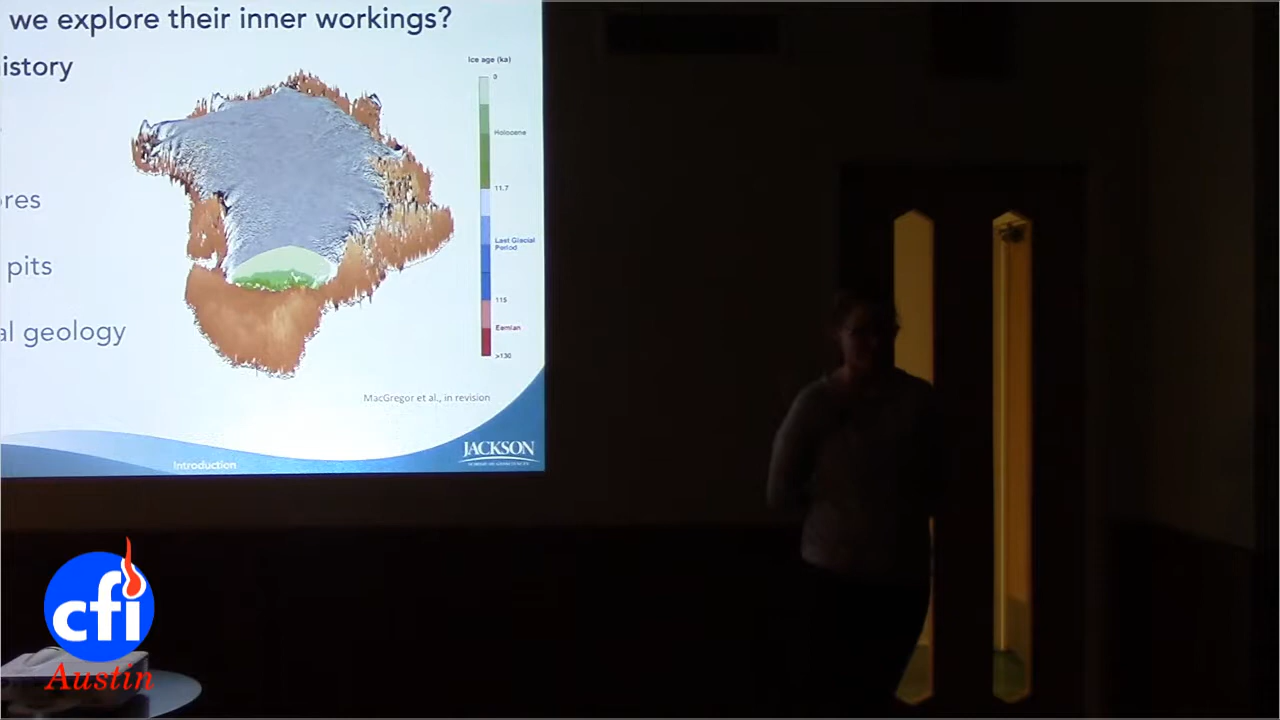 we explore their inner workings?
istory
res
pits
al geology
Ice age (ka)
0
Holocene
11.7
Last Glacial
Period
115
Eemian
>130
MacGregor et al., in revision
Introduction
JACKSON
cfi
Austin